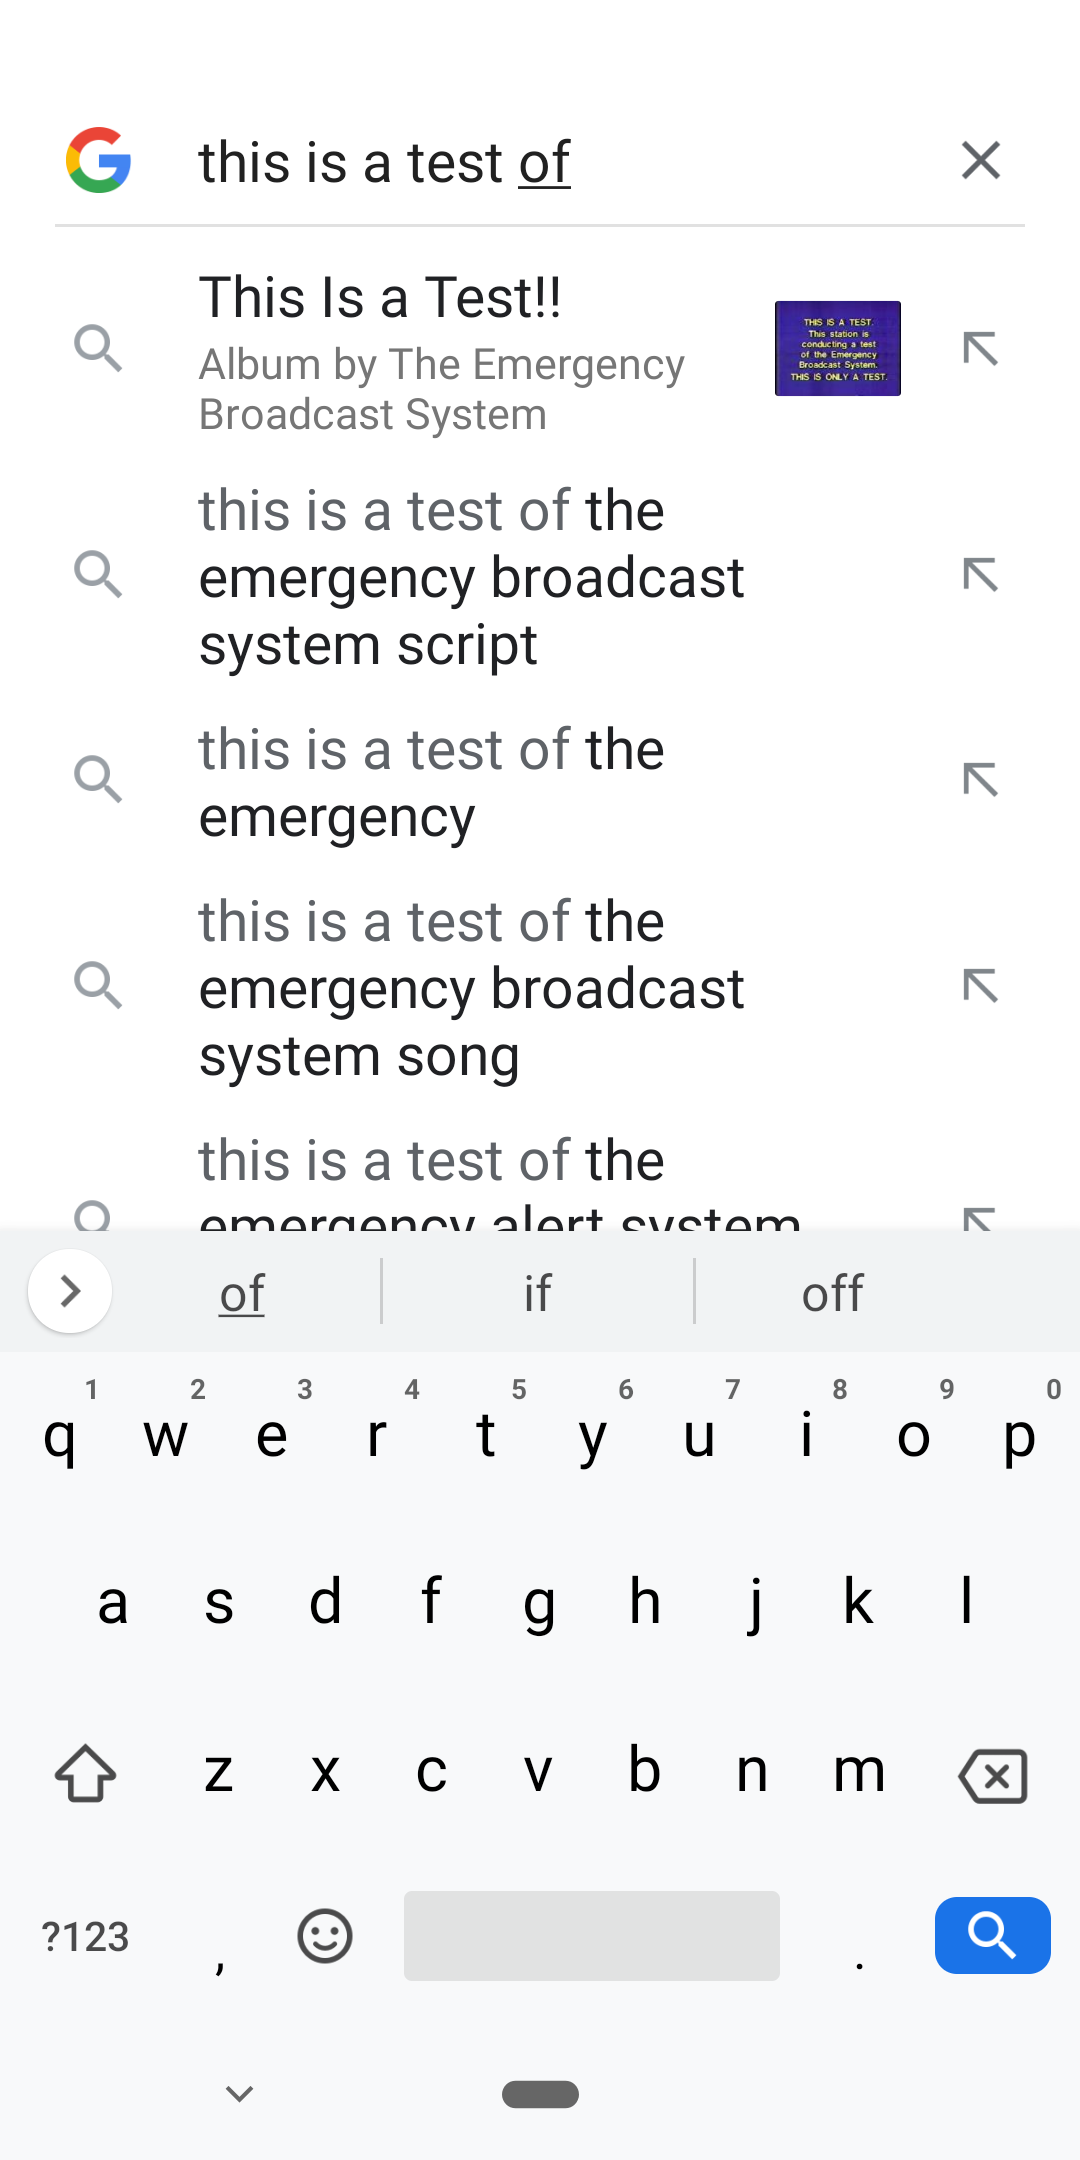 this is a test of
This Is a Test!!
Album by The Emergency
Broadcast System
THIS IS A TEST.
This station is
conducting a test
of the Emergency
Broadcast System.
THIS IS ONLY A TEST.
this is a test of the
emergency broadcast
system script
this is a test of the
emergency
this is a test of the
emergency broadcast
system song
this is a test of the
emergency alert system
of if off
1 2 3 4 5 6 7 8 9 0
q w e r t y u i o p
a s d f g h j k l
z x c v b n m
?123 , .